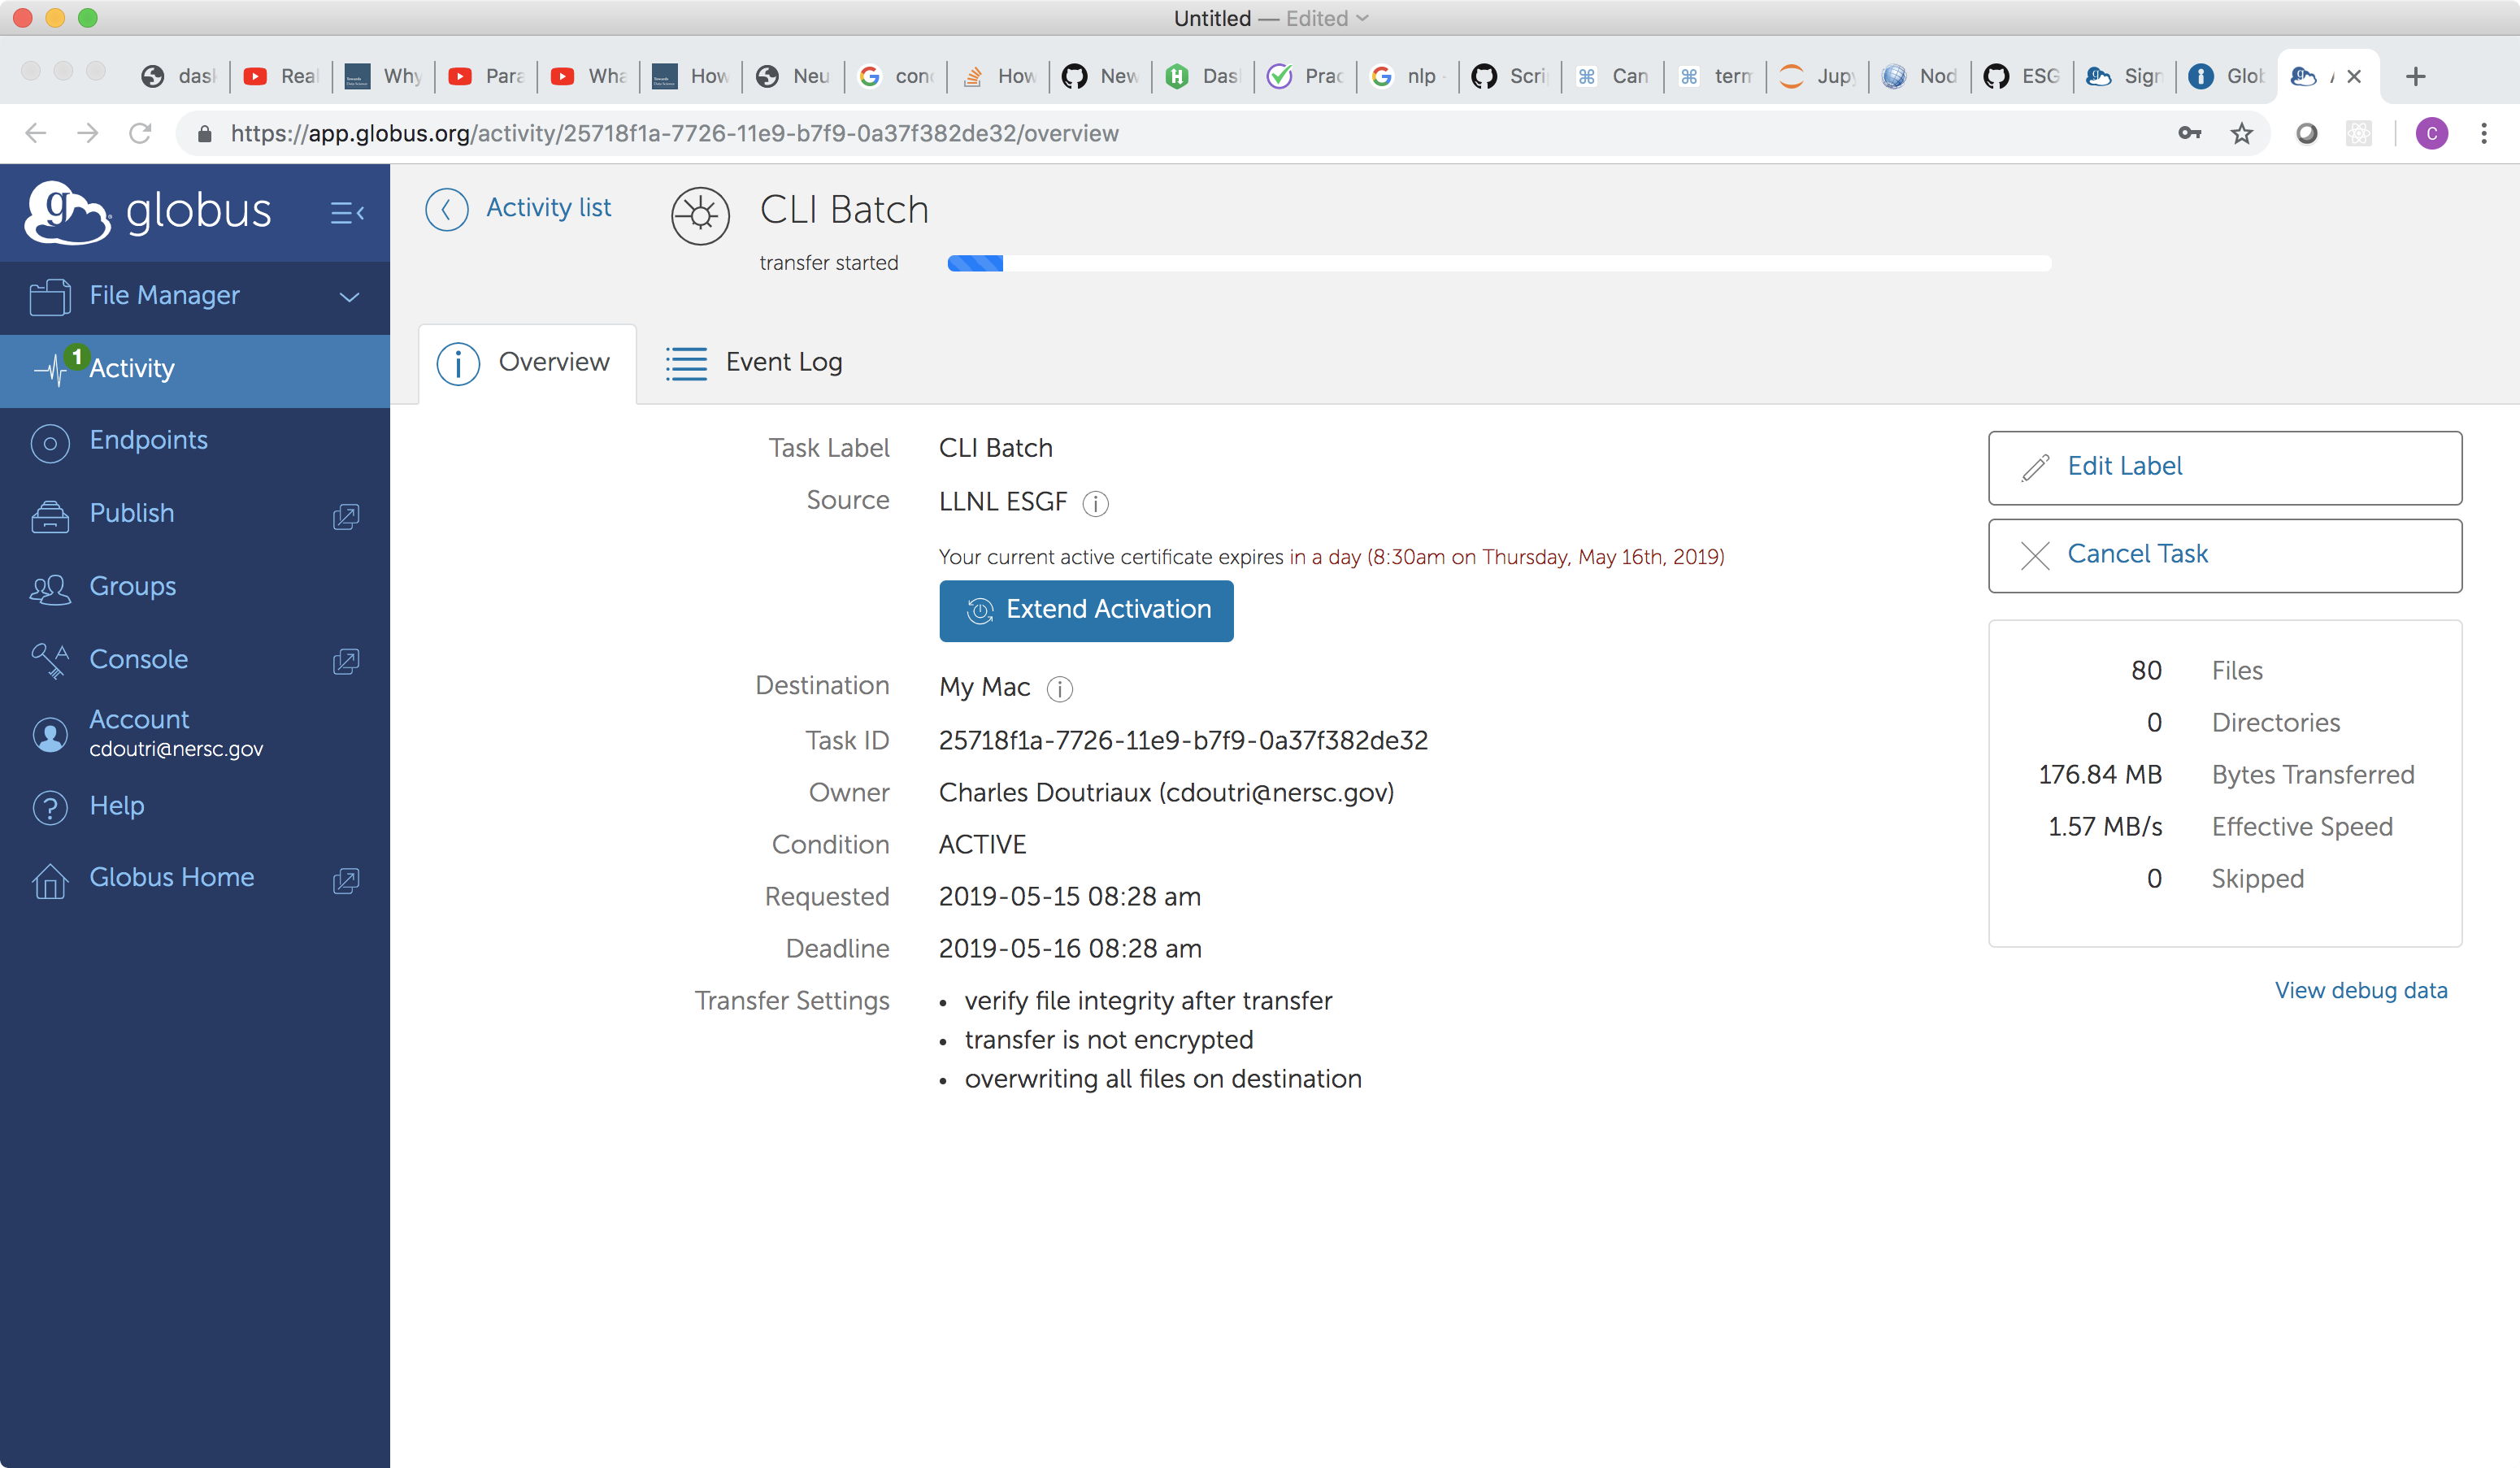 Untitled — Edited
das Rea Why Para Wha How Neu con How New Das Prac nlp - Scri Can term Jupy Nod ESG Sign Glob
https://app.globus.org/activity/25718f1a-7726-11e9-b7f9-0a37f382de32/overview
C
globus
File Manager
1
Activity
Endpoints
Publish
Groups
Console
Account
cdoutri@nersc.gov
Help
Globus Home
Activity list
CLI Batch
transfer started
Overview
Event Log
Task Label CLI Batch
Source LLNL ESGF
Your current active certificate expires in a day (8:30am on Thursday, May 16th, 2019)
Extend Activation
Destination My Mac
Task ID 25718f1a-7726-11e9-b7f9-0a37f382de32
Owner Charles Doutriaux (cdoutri@nersc.gov)
Condition ACTIVE
Requested 2019-05-15 08:28 am
Deadline 2019-05-16 08:28 am
Transfer Settings • verify file integrity after transfer
• transfer is not encrypted
• overwriting all files on destination
Edit Label
Cancel Task
80 Files
0 Directories
176.84 MB Bytes Transferred
1.57 MB/s Effective Speed
0 Skipped
View debug data